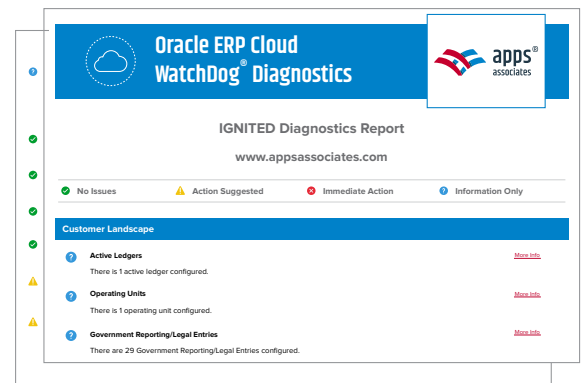 Oracle ERP Cloud
WatchDog® Diagnostics
apps®
associates
IGNITED Diagnostics Report
www.appsassociates.com
No Issues
Action Suggested
Immediate Action
Information Only
Customer Landscape
Active Ledgers
More Info
There is 1 active ledger configured.
Operating Units
More Info
There is 1 operating unit configured.
Government Reporting/Legal Entries
More Info
There are 29 Government Reporting/Legal Entries configured.